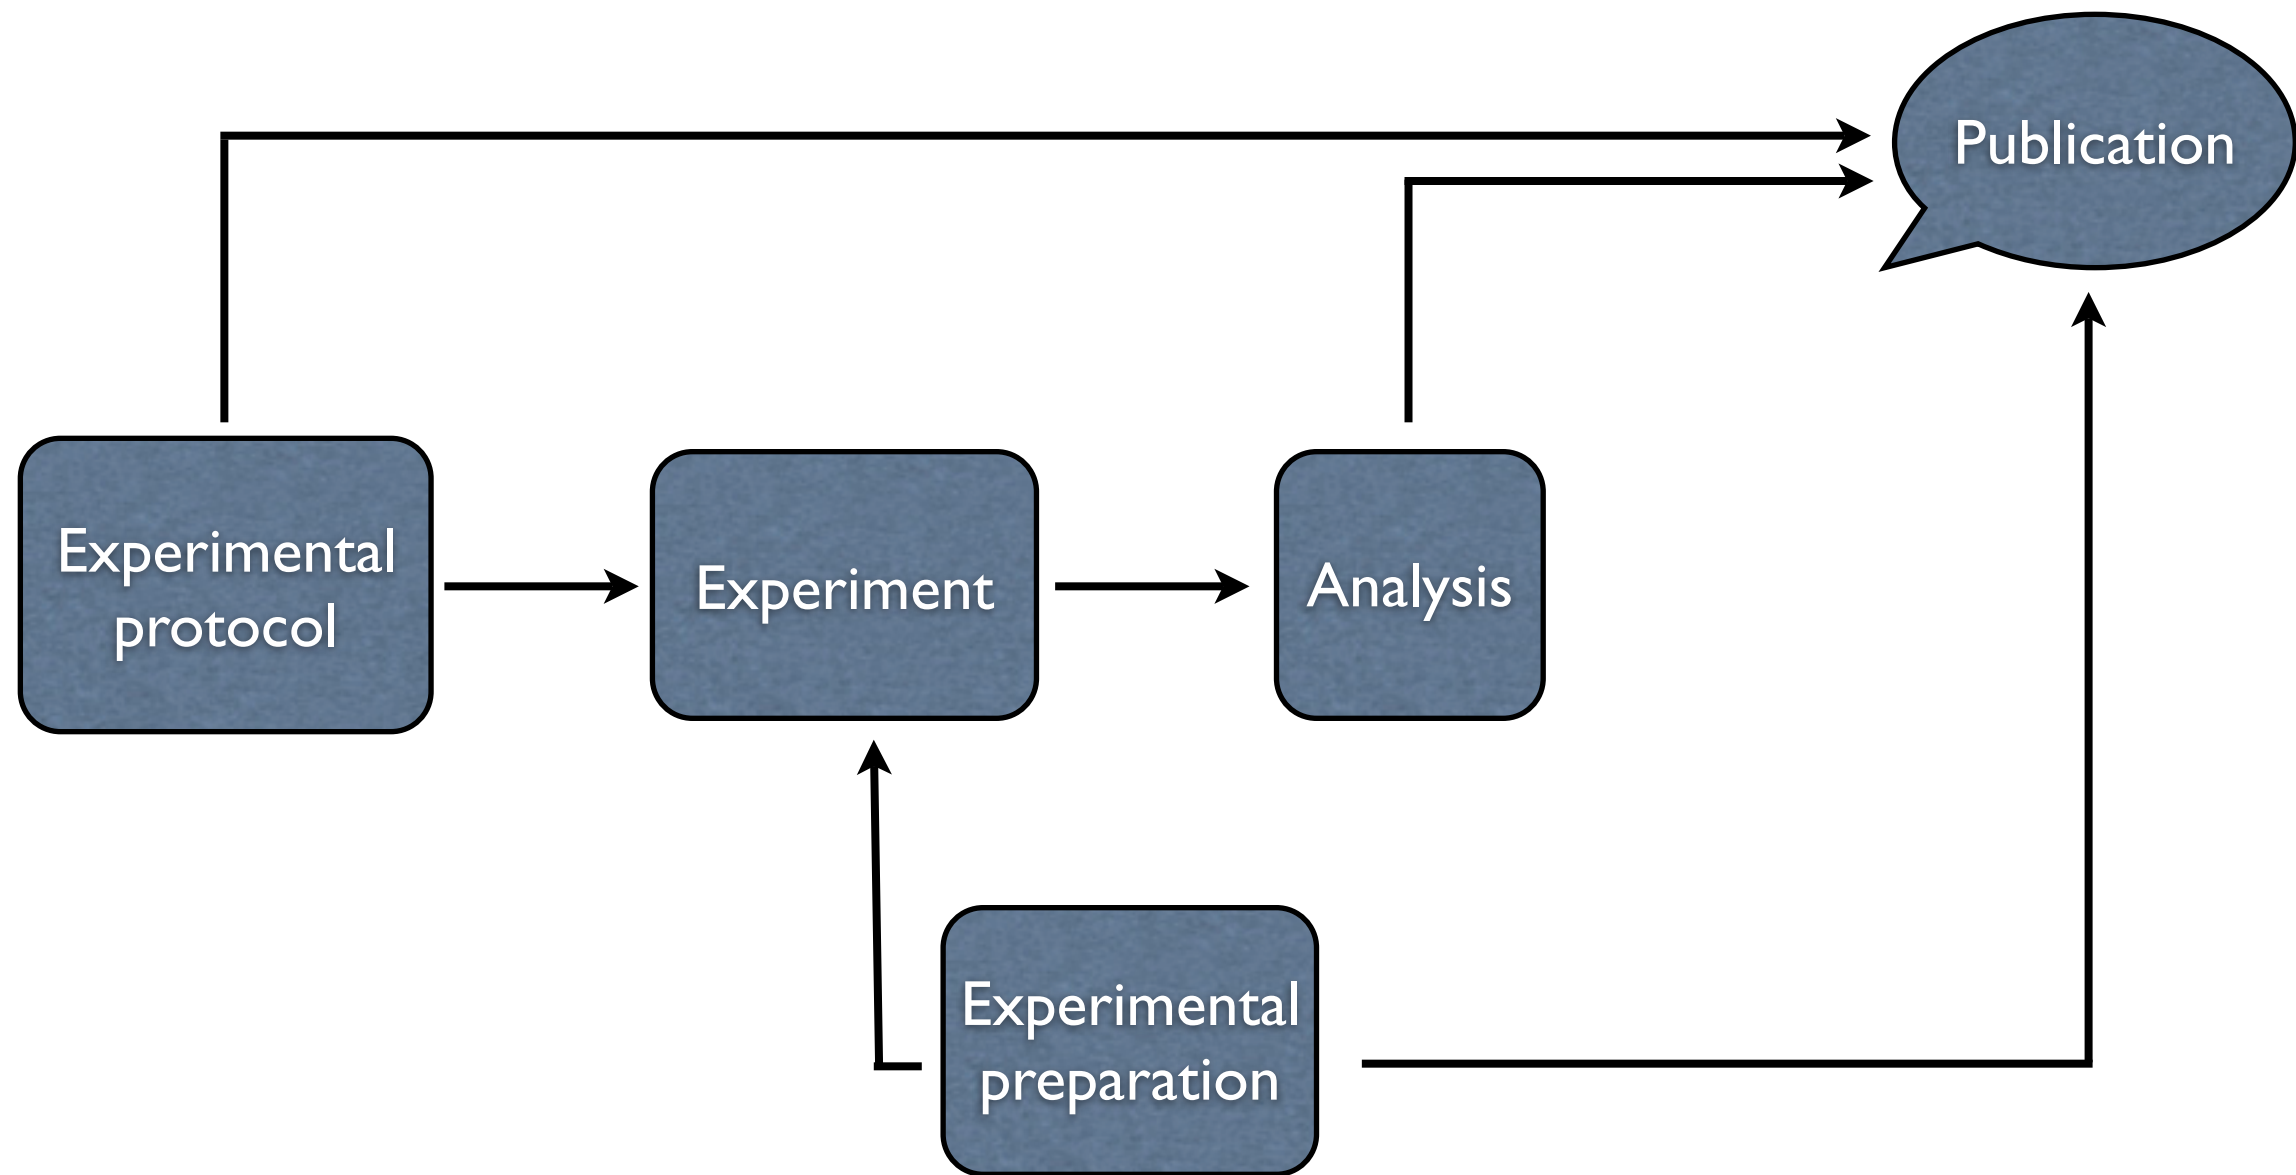 Publication
Experimental
protocol
Experiment
Analysis
Experimental
preparation